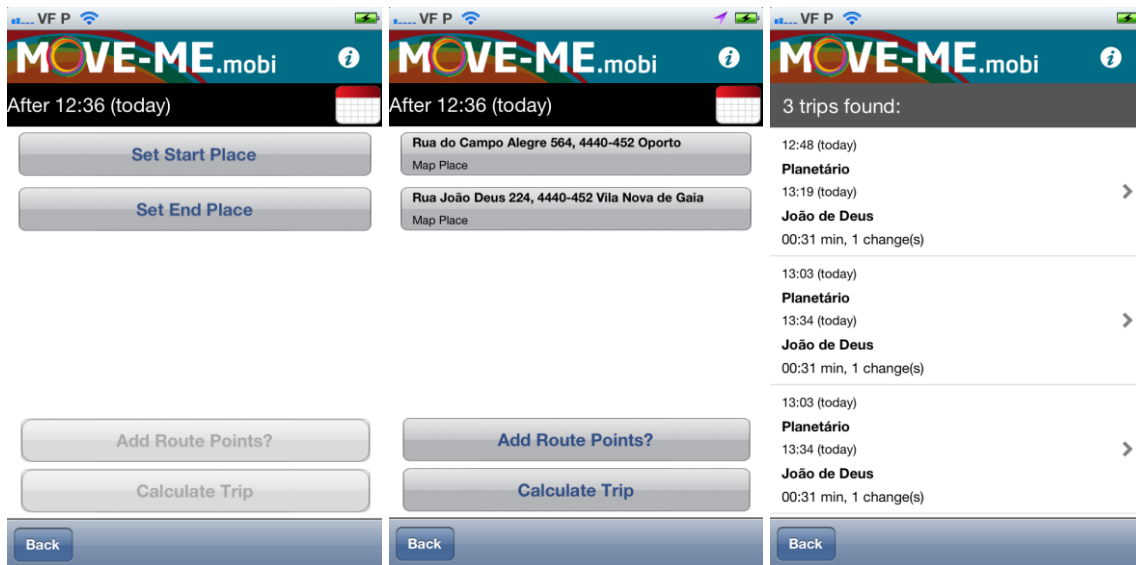 VF P
MOVE-ME.mobi
i
After 12:36 (today)
Set Start Place
Set End Place
Add Route Points?
Calculate Trip
Back
VF P
MOVE-ME.mobi
i
After 12:36 (today)
Rua do Campo Alegre 564, 4440-452 Oporto
Map Place
Rua João Deus 224, 4440-452 Vila Nova de Gaia
Map Place
Add Route Points?
Calculate Trip
Back
VF P
MOVE-ME.mobi
i
3 trips found:
12:48 (today)
Planetário
13:19 (today)
João de Deus
00:31 min, 1 change(s)
13:03 (today)
Planetário
13:34 (today)
João de Deus
00:31 min, 1 change(s)
13:03 (today)
Planetário
13:34 (today)
João de Deus
00:31 min, 1 change(s)
Back